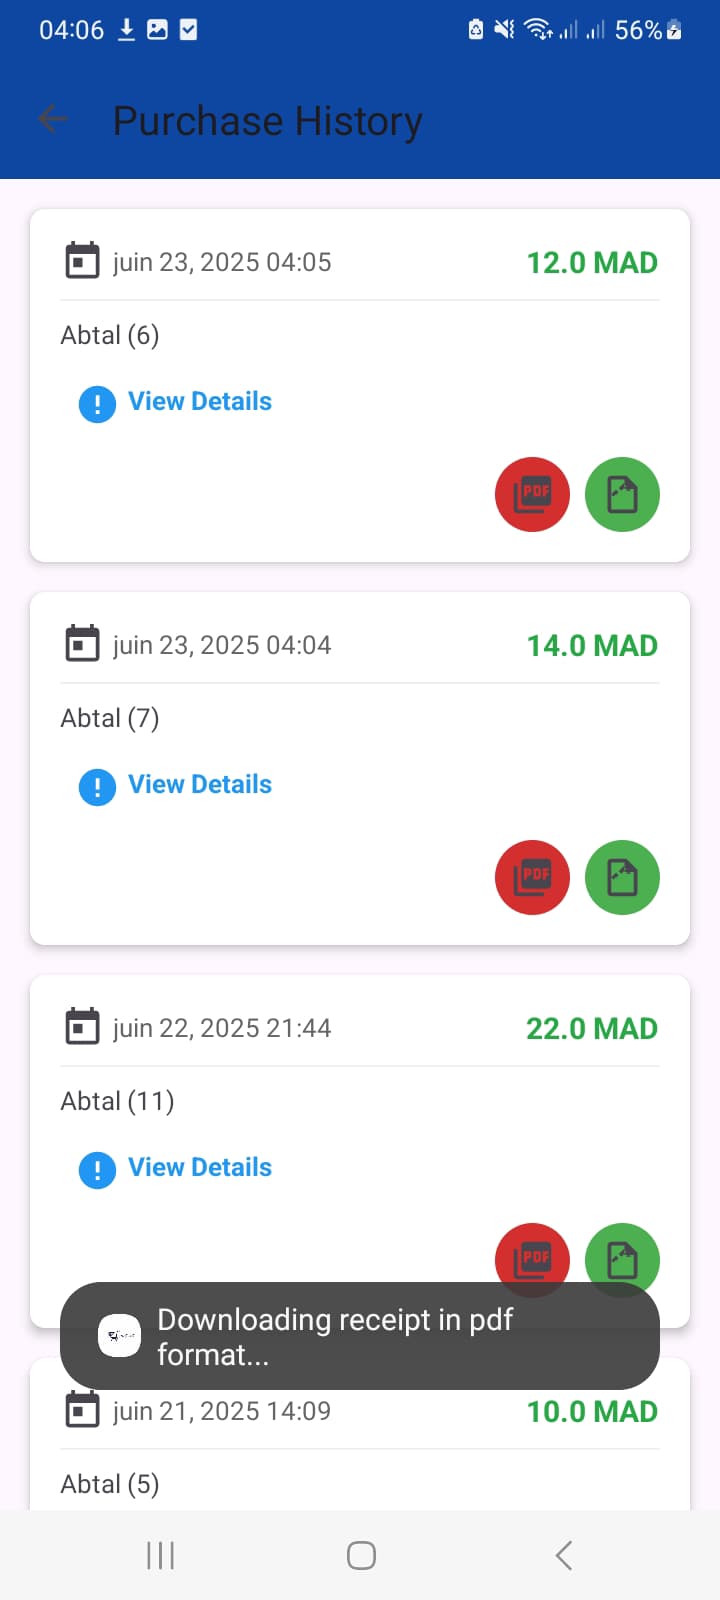 04:06 56%
Purchase History
juin 23, 2025 04:05 12.0 MAD
Abtal (6)
View Details
PDF
juin 23, 2025 04:04 14.0 MAD
Abtal (7)
View Details
PDF
juin 22, 2025 21:44 22.0 MAD
Abtal (11)
View Details
PDF
Downloading receipt in pdf
format...
juin 21, 2025 14:09 10.0 MAD
Abtal (5)